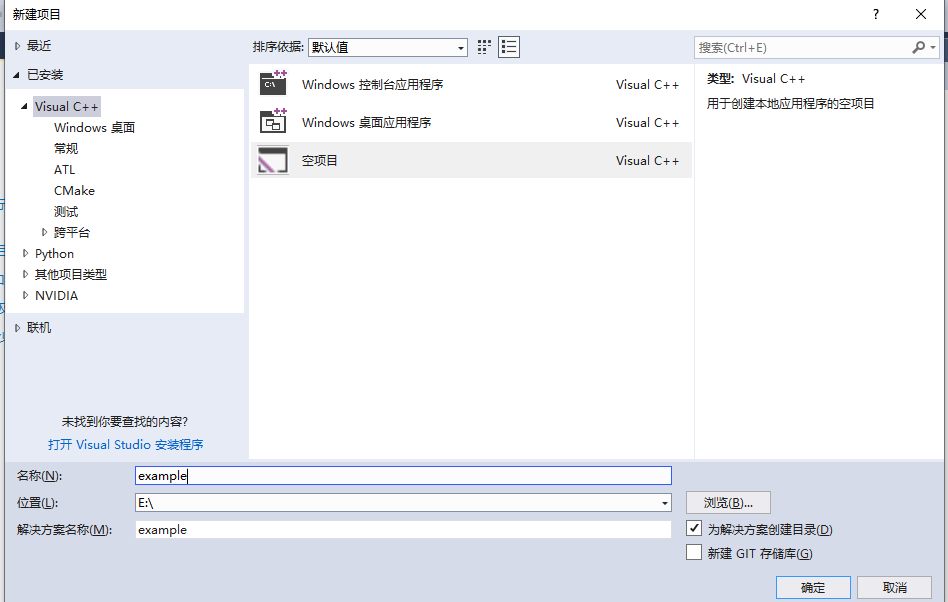 新建项目
?
最近
已安装
Visual C++
Windows 桌面
常规
ATL
CMake
测试
跨平台
Python
其他项目类型
NVIDIA
联机
未找到你要查找的内容?
打开 Visual Studio 安装程序
排序依据: 默认值
Windows 控制台应用程序 Visual C++
Windows 桌面应用程序 Visual C++
空项目 Visual C++
搜索(Ctrl+E)
类型: Visual C++
用于创建本地应用程序的空项目
名称(N): example
位置(L): E:\ 浏览(B)...
解决方案名称(M): example 为解决方案创建目录(D)
新建 GIT 存储库(G)
确定 取消